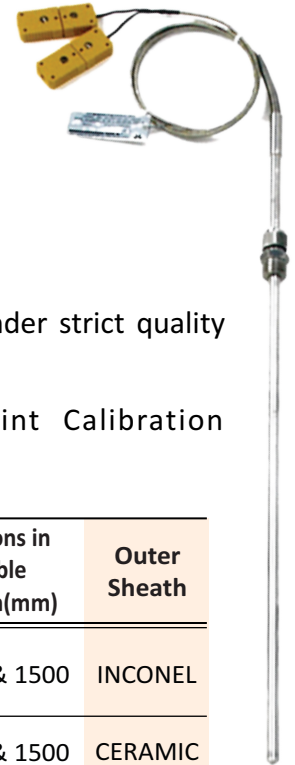 nder strict quality
int Calibration
ons in
ble
(mm)
Outer
Sheath
& 1500 INCONEL
& 1500 CERAMIC